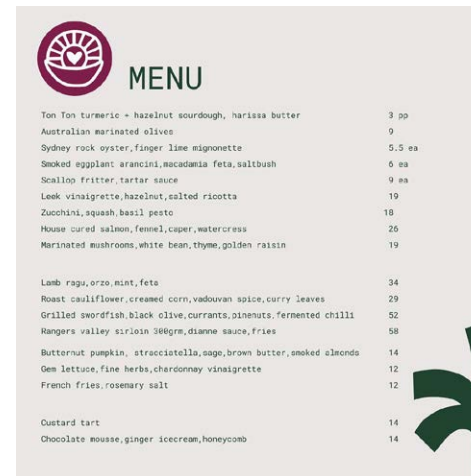 MENU
Ton Ton turmeric + hazelnut sourdough, harissa butter 3 pp
Australian marinated olives 9
Sydney rock oyster,finger lime mignonette 5.5 ea
Smoked eggplant arancini,macadamia feta,saltbush 6 ea
Scallop fritter,tartar sauce 9 ea
Leek vinaigrette,hazelnut,salted ricotta 19
Zucchini,squash,basil pesto 18
House cured salmon,fennel,caper,watercress 26
Marinated mushrooms,white bean,thyme,golden raisin 19
Lamb ragu,orzo,mint,feta 34
Roast cauliflower,creamed corn,vadouvan spice,curry leaves 29
Grilled swordfish,black olive,currants,pinenuts,fermented chilli 52
Rangers valley sirloin 300grm,dianne sauce,fries 58
Butternut pumpkin, stracciatella,sage,brown butter,smoked almonds 14
Gem lettuce,fine herbs,chardonnay vinaigrette 12
French fries,rosemary salt 12
Custard tart 14
Chocolate mousse,ginger icecream,honeycomb 14